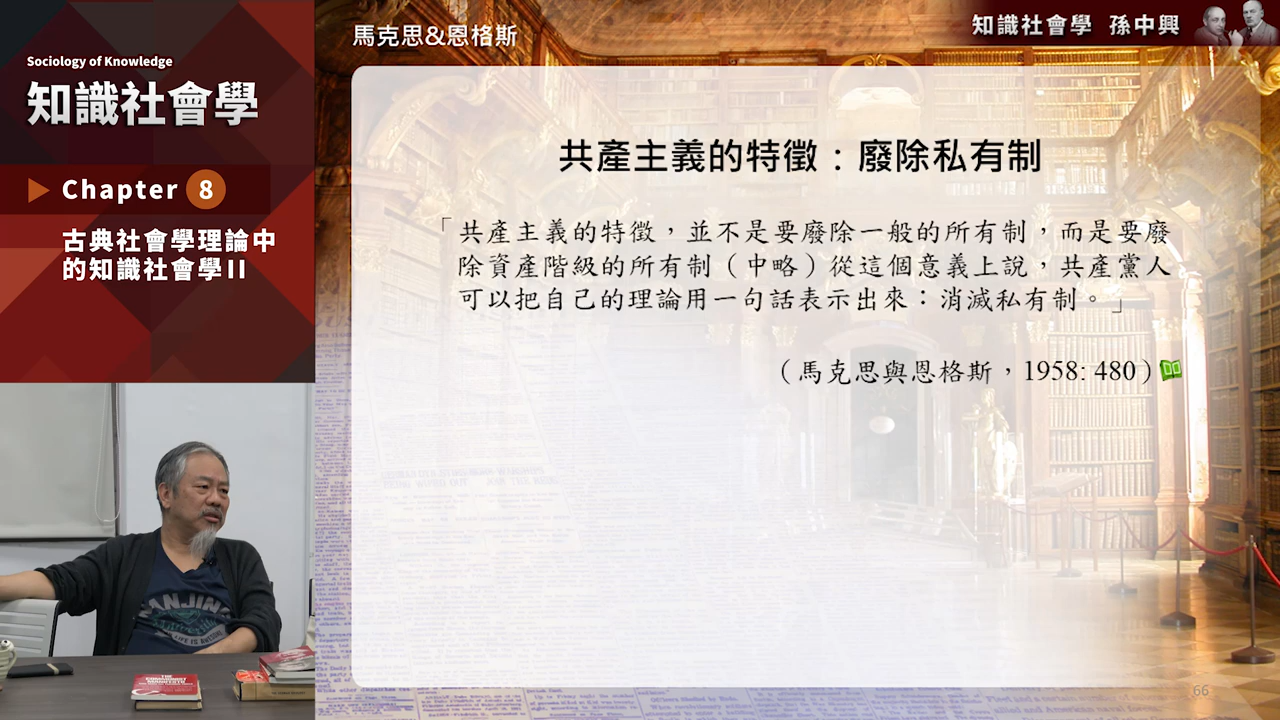 Sociology of Knowledge
知識社會學
Chapter 8
古典社會學理論中
的知識社會學II
馬克思&恩格斯
知識社會學 孫中興
共產主義的特徵：廢除私有制
「共產主義的特徵，並不是要廢除一般的所有制，而是要廢
除資產階級的所有制（中略）從這個意義上說，共產黨人
可以把自己的理論用一句話表示出來：消滅私有制。」
（馬克思與恩格斯，1958: 480）
66